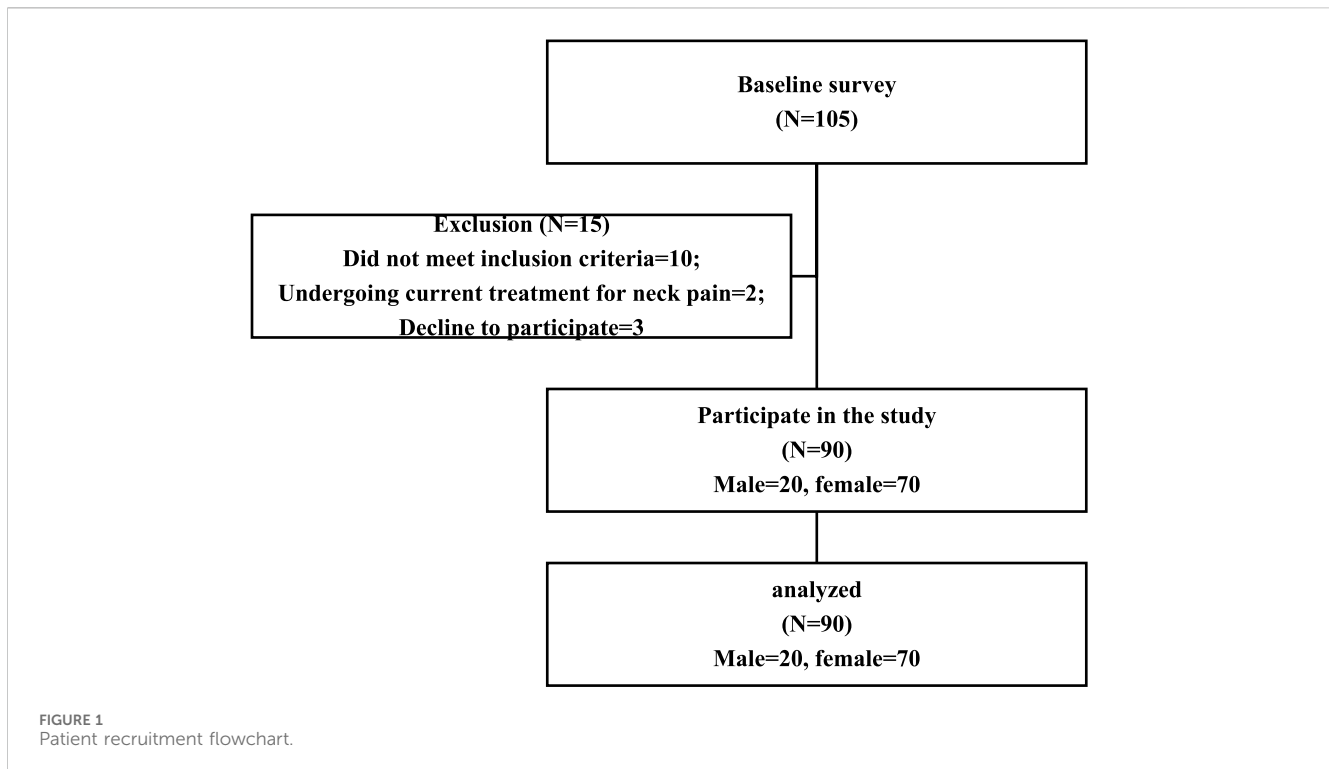 Baseline survey
(N=105)
Exclusion (N=15)
Did not meet inclusion criteria=10;
Undergoing current treatment for neck pain=2;
Decline to participate=3
Participate in the study
(N=90)
Male=20, female=70
analyzed
(N=90)
Male=20, female=70
FIGURE 1
Patient recruitment flowchart.